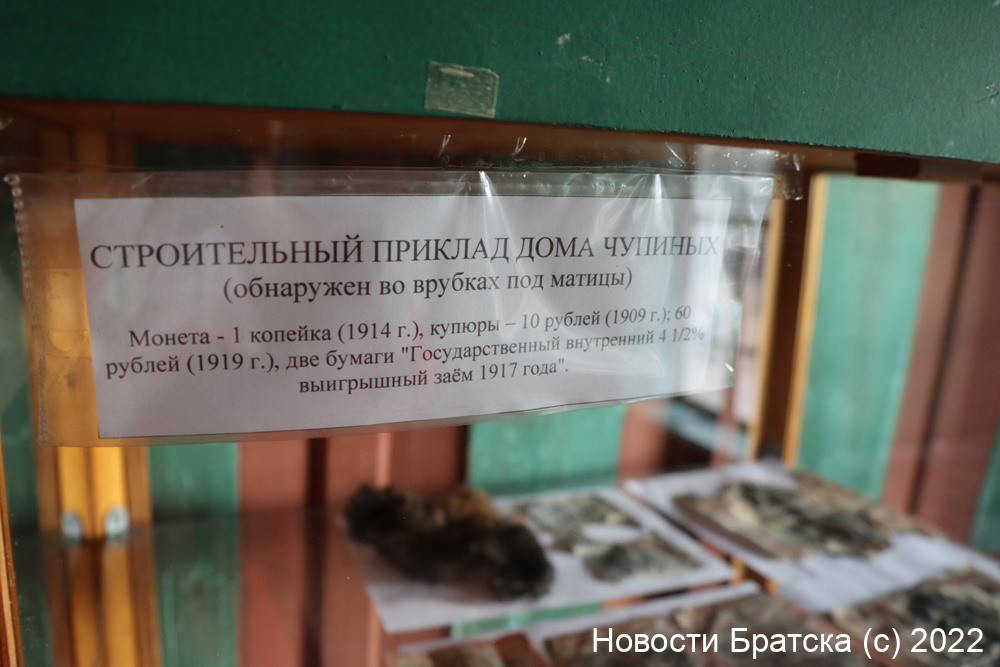 СТРОИТЕЛЬНЫЙ ПРИКЛАД ДОМА ЧУПИНЫХ
(обнаружен во врубках под матицы)
Монета - 1 копейка (1914 г.), купюры – 10 рублей (1909 г.); 60
рублей (1919 г.), две бумаги "Государственный внутренний 4 1/2%
выигрышный заём 1917 года".
Новости Братска (с) 2022